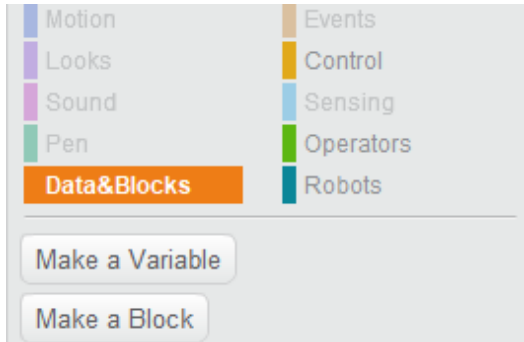 Motion Events
Looks Control
Sound Sensing
Pen Operators
Data&Blocks Robots
Make a Variable
Make a Block